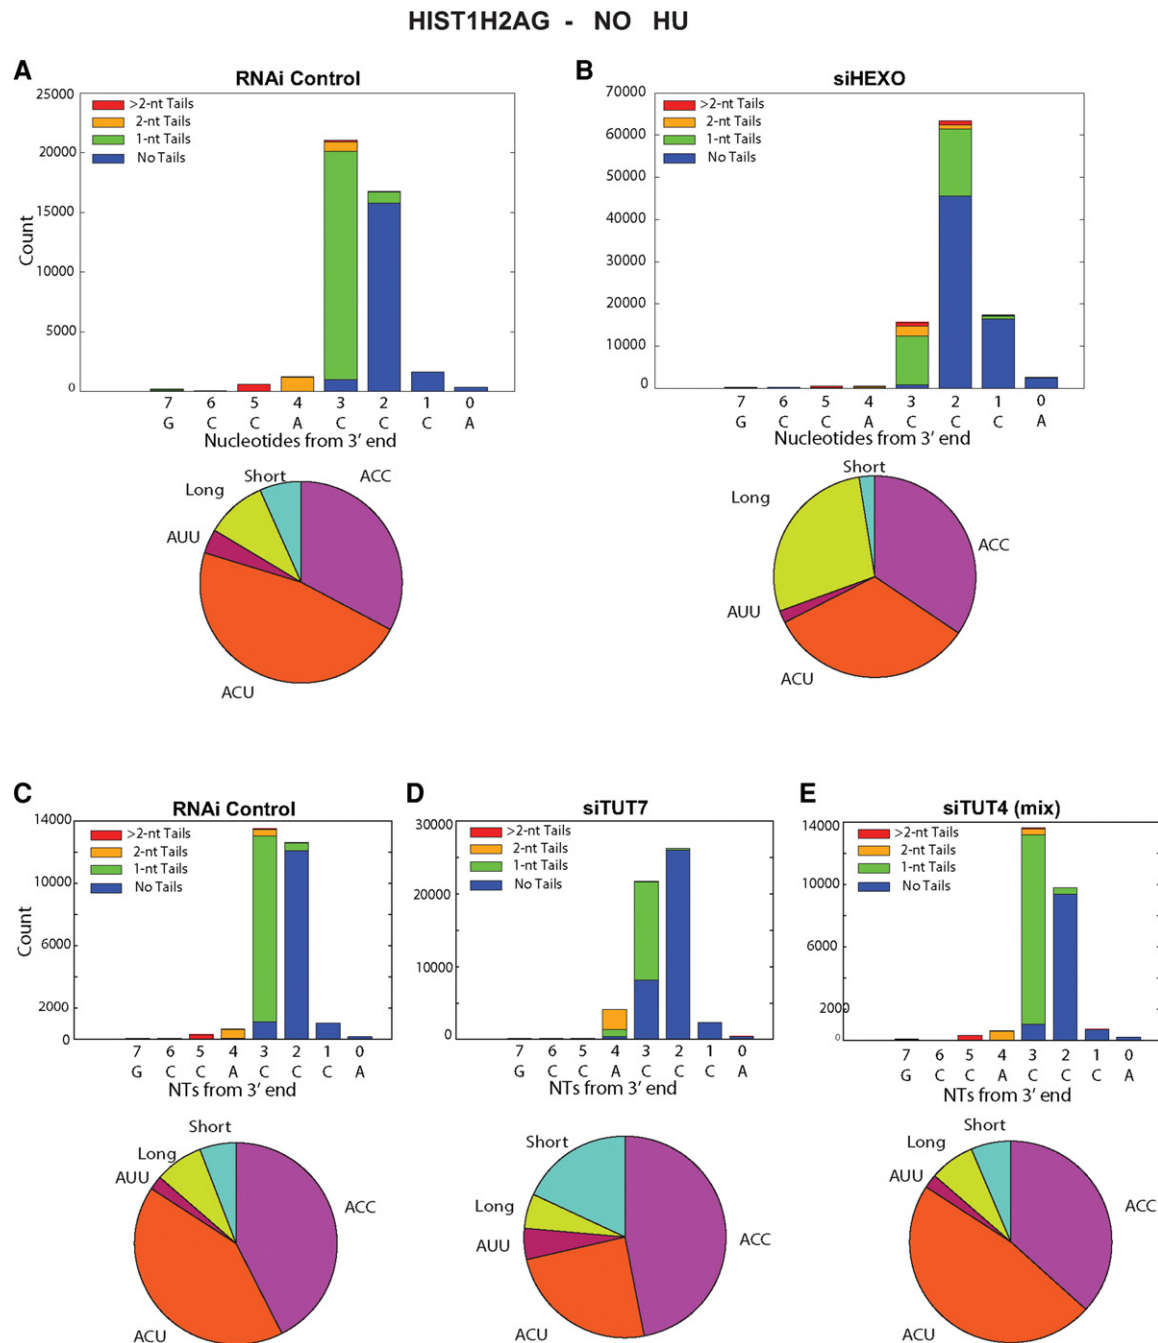 HIST1H2AG - NO HU
A
RNAi Control
25000
20000
15000
10000
5000
0
Count
>2-nt Tails
2-nt Tails
1-nt Tails
No Tails
7 6 5 4 3 2 1 0
G C C A C C C A
Nucleotides from 3' end
Short
ACC
Long
AUU
ACU
B
siHEXO
70000
60000
50000
40000
30000
20000
10000
0
>2-nt Tails
2-nt Tails
1-nt Tails
No Tails
7 6 5 4 3 2 1 0
G C C A C C C A
Nucleotides from 3' end
Short
Long
ACC
AUU
ACU
C
RNAi Control
14000
10000
6000
2000
0
Count
>2-nt Tails
2-nt Tails
1-nt Tails
No Tails
7 6 5 4 3 2 1 0
G C C A C C C A
NTs from 3' end
Short
Long
AUU
ACC
ACU
D
siTUT7
30000
20000
10000
0
>2-nt Tails
2-nt Tails
1-nt Tails
No Tails
7 6 5 4 3 2 1 0
G C C A C C C A
NTs from 3' end
Short
Long
AUU
ACC
ACU
E
siTUT4 (mix)
14000
10000
6000
2000
0
>2-nt Tails
2-nt Tails
1-nt Tails
No Tails
7 6 5 4 3 2 1 0
G C C A C C C A
NTs from 3' end
Short
Long
AUU
ACC
ACU